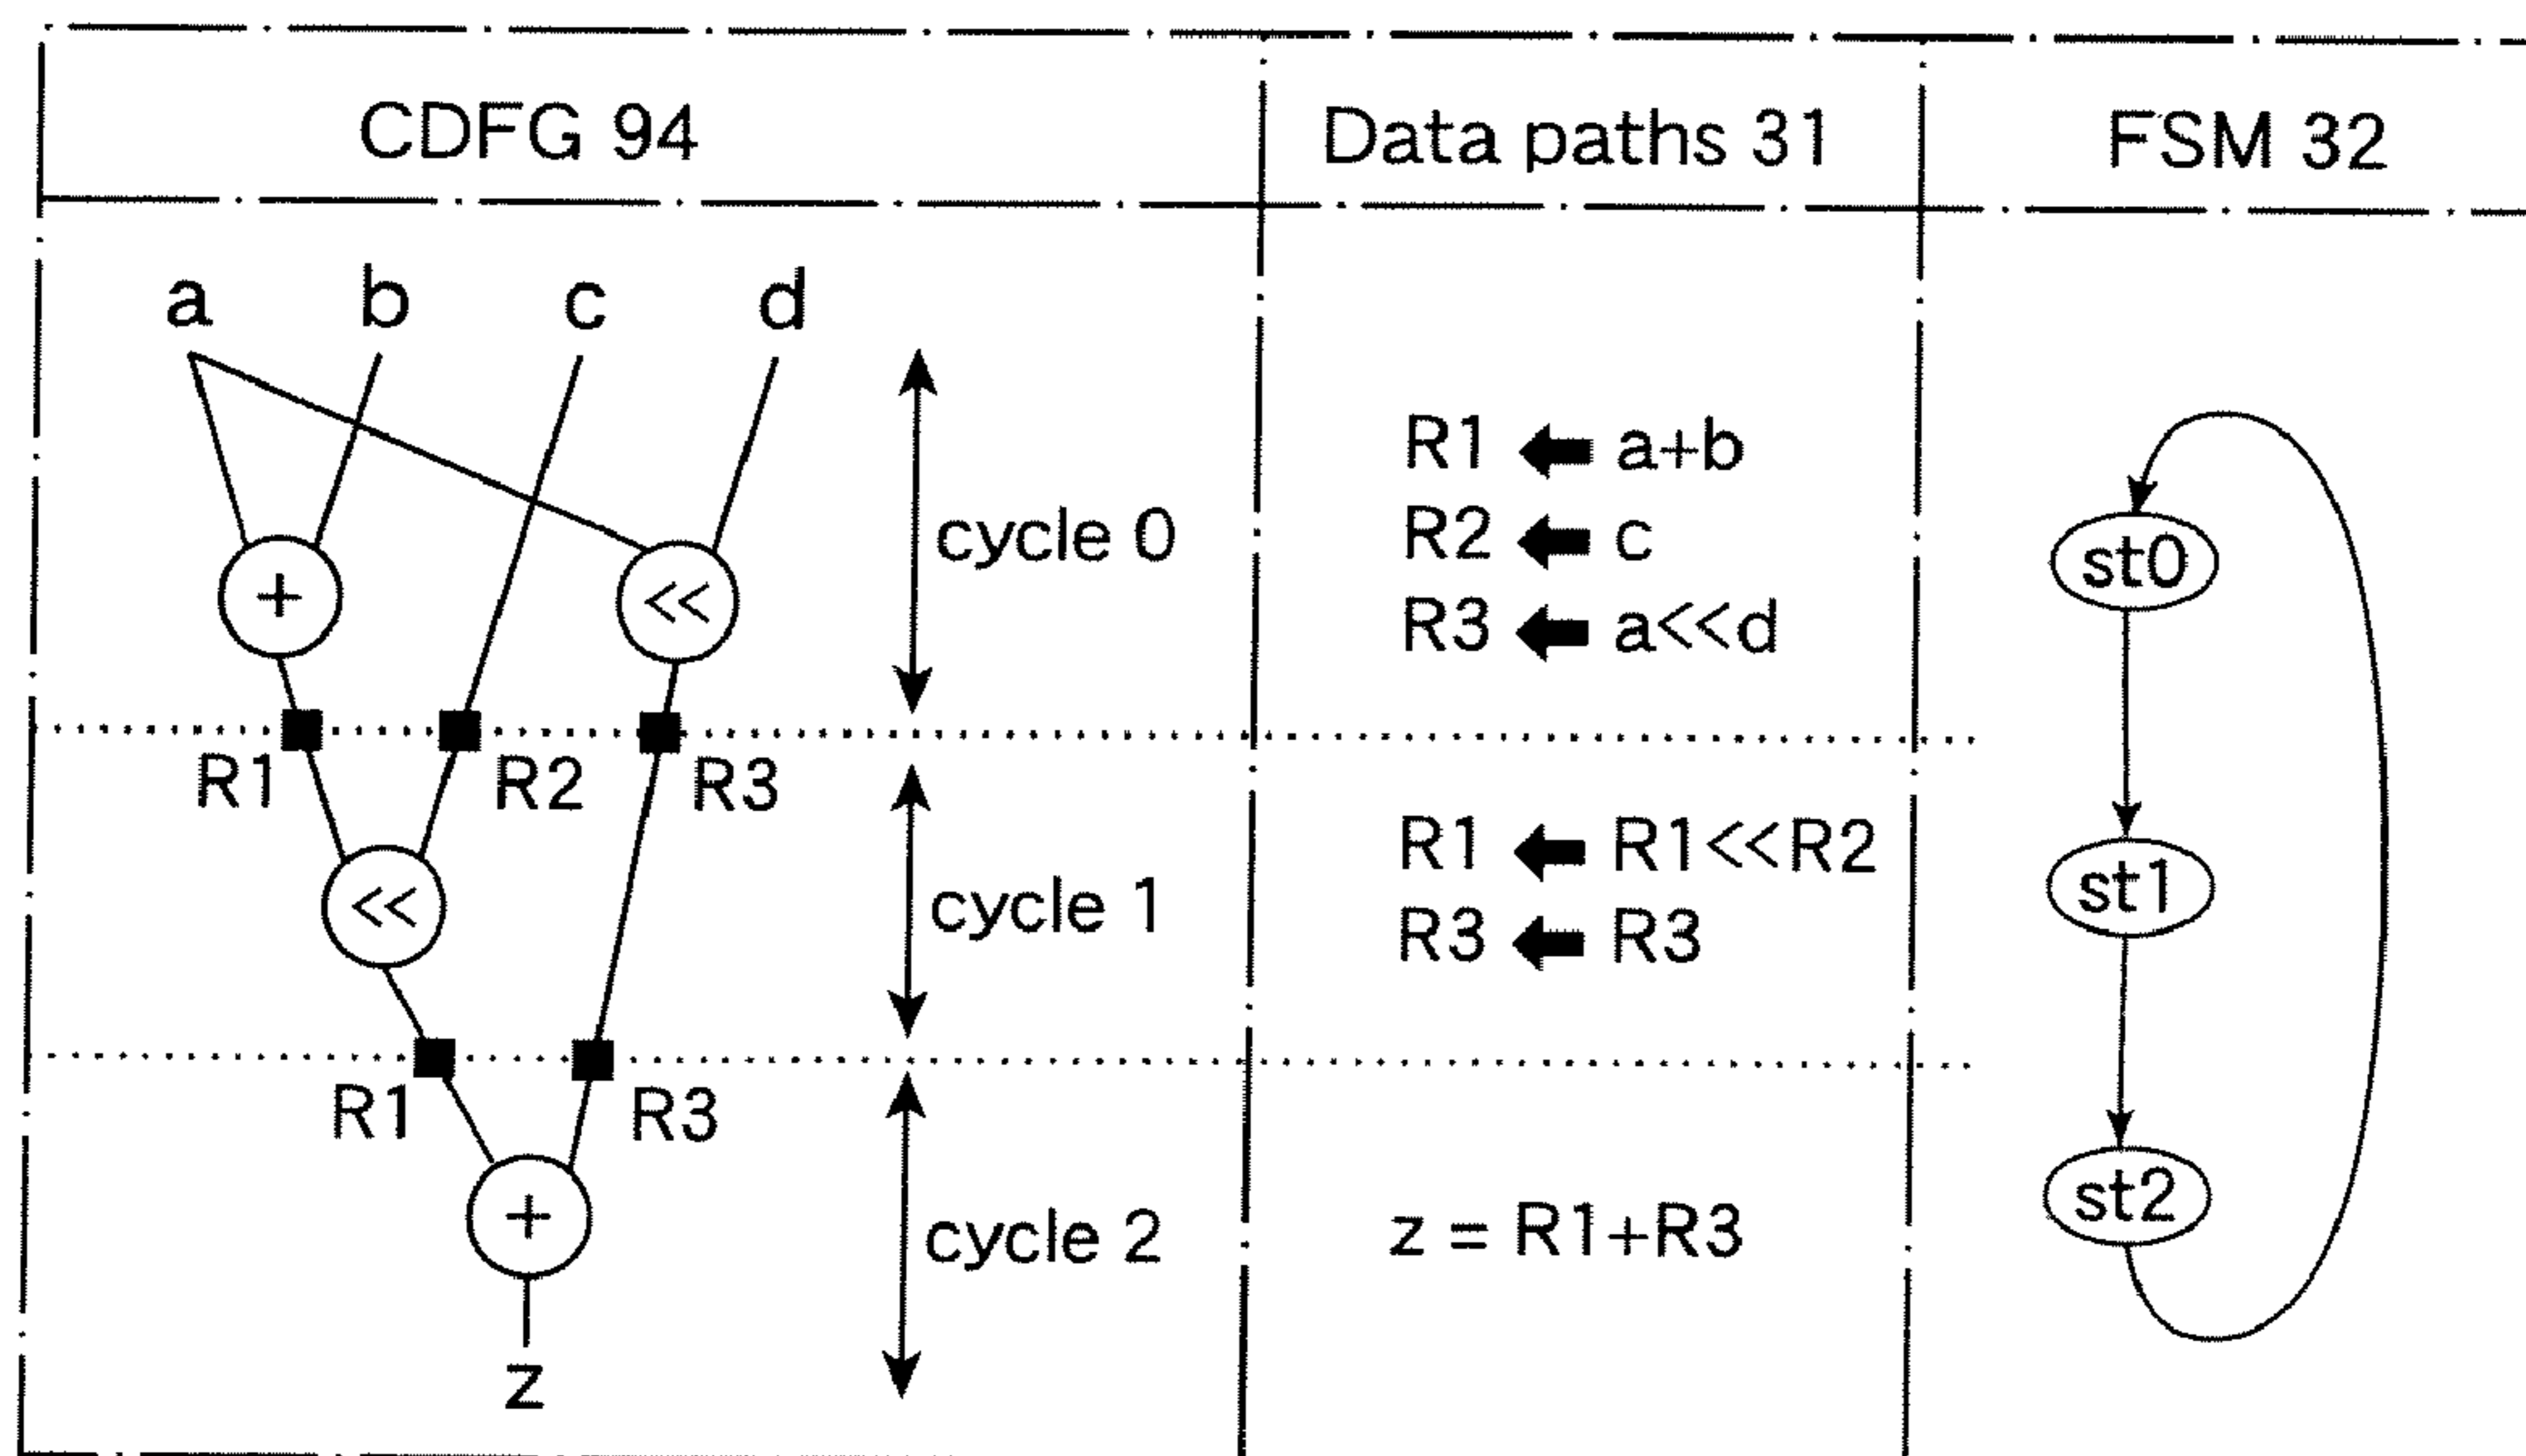 CDFG 94
Data paths 31
FSM 32
a b c d
+
<<
cycle 0
R1 ← a+b
R2 ← c
R3 ← a<<d
st0
R1 R2 R3
<<
cycle 1
R1 ← R1<<R2
R3 ← R3
st1
R1 R3
+
cycle 2
z = R1+R3
st2
z